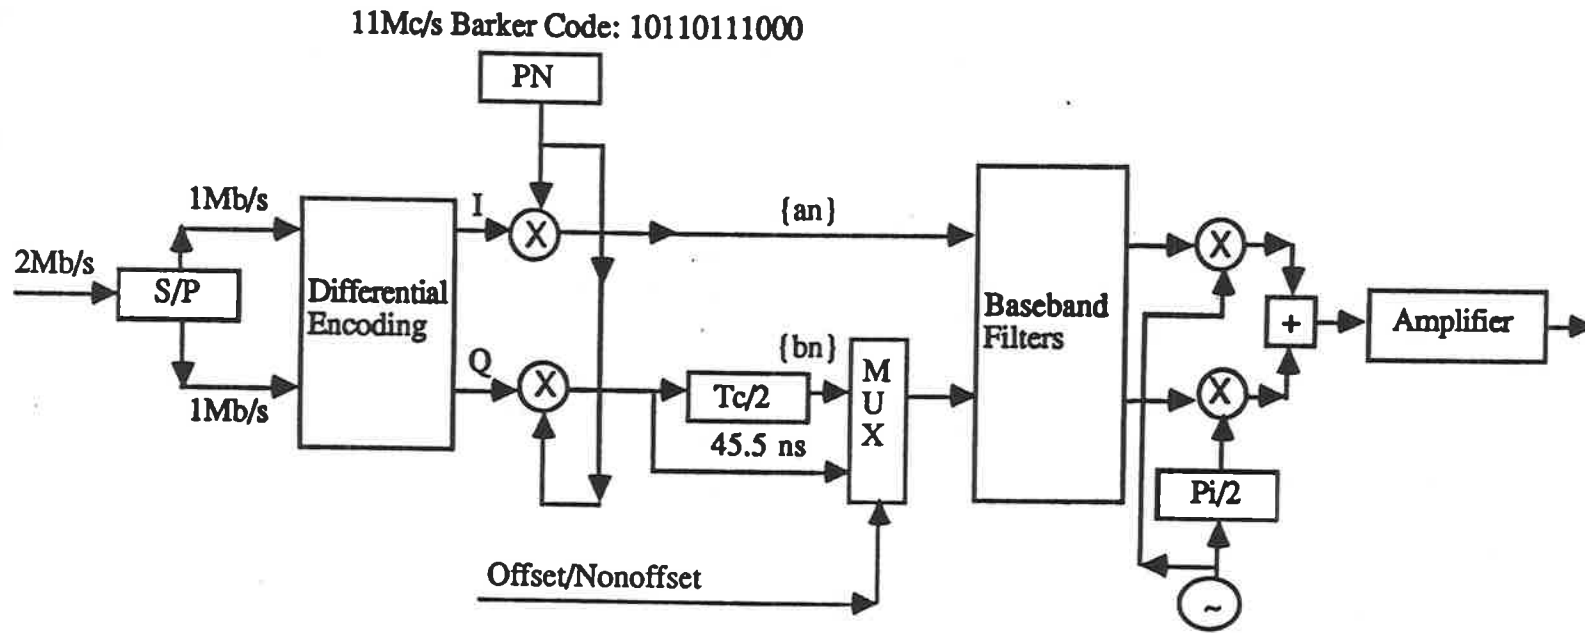 11Mc/s Barker Code: 10110111000
PN
1Mb/s
I
{an}
X
X
2Mb/s
S/P
Differential
Encoding
Baseband
Filters
+
Amplifier
Q
{bn}
X
Tc/2
M
U
X
X
1Mb/s
45.5 ns
Pi/2
Offset/Nonoffset
~